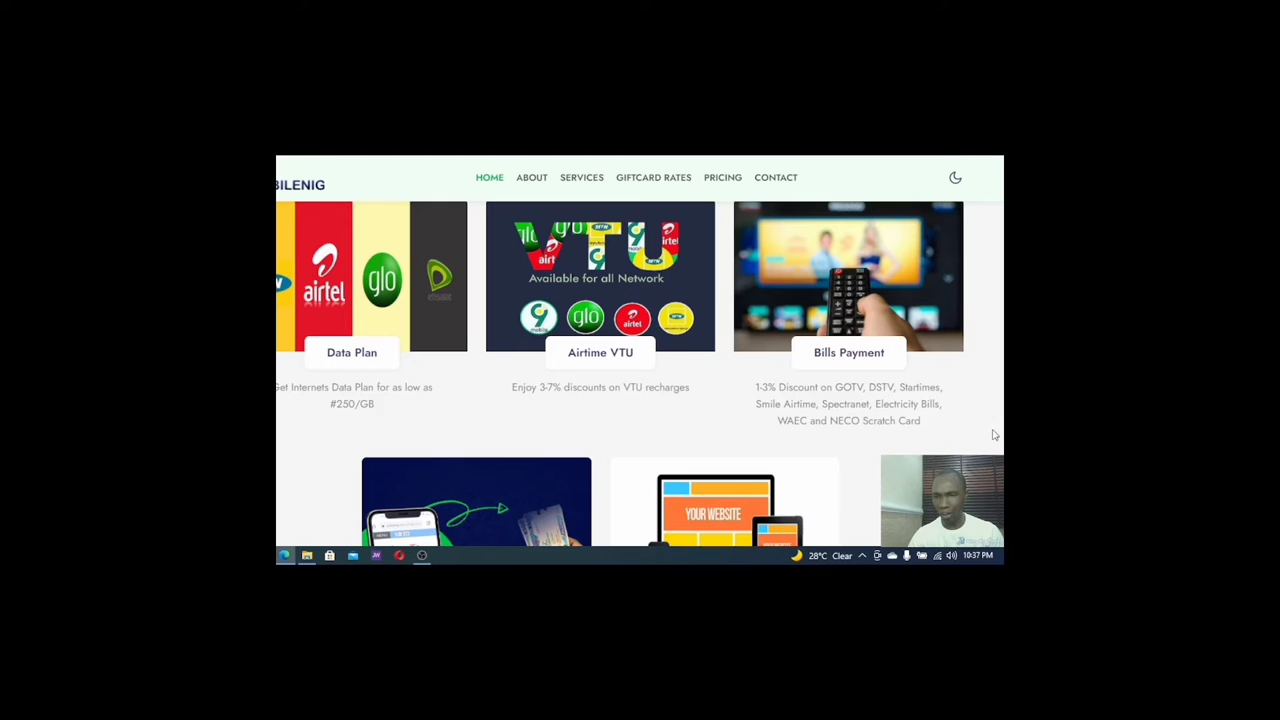 BILENIG
HOME ABOUT SERVICES GIFTCARD RATES PRICING CONTACT
airtel
glo
etisalat
VTU
Available for all Network
glo
airtel
MTN
Data Plan
Airtime VTU
Bills Payment
Get Internets Data Plan for as low as
#250/GB
Enjoy 3-7% discounts on VTU recharges
1-3% Discount on GOTV, DSTV, Startimes,
Smile Airtime, Spectranet, Electricity Bills,
WAEC and NECO Scratch Card
YOUR WEBSITE
28°C Clear
10:37 PM